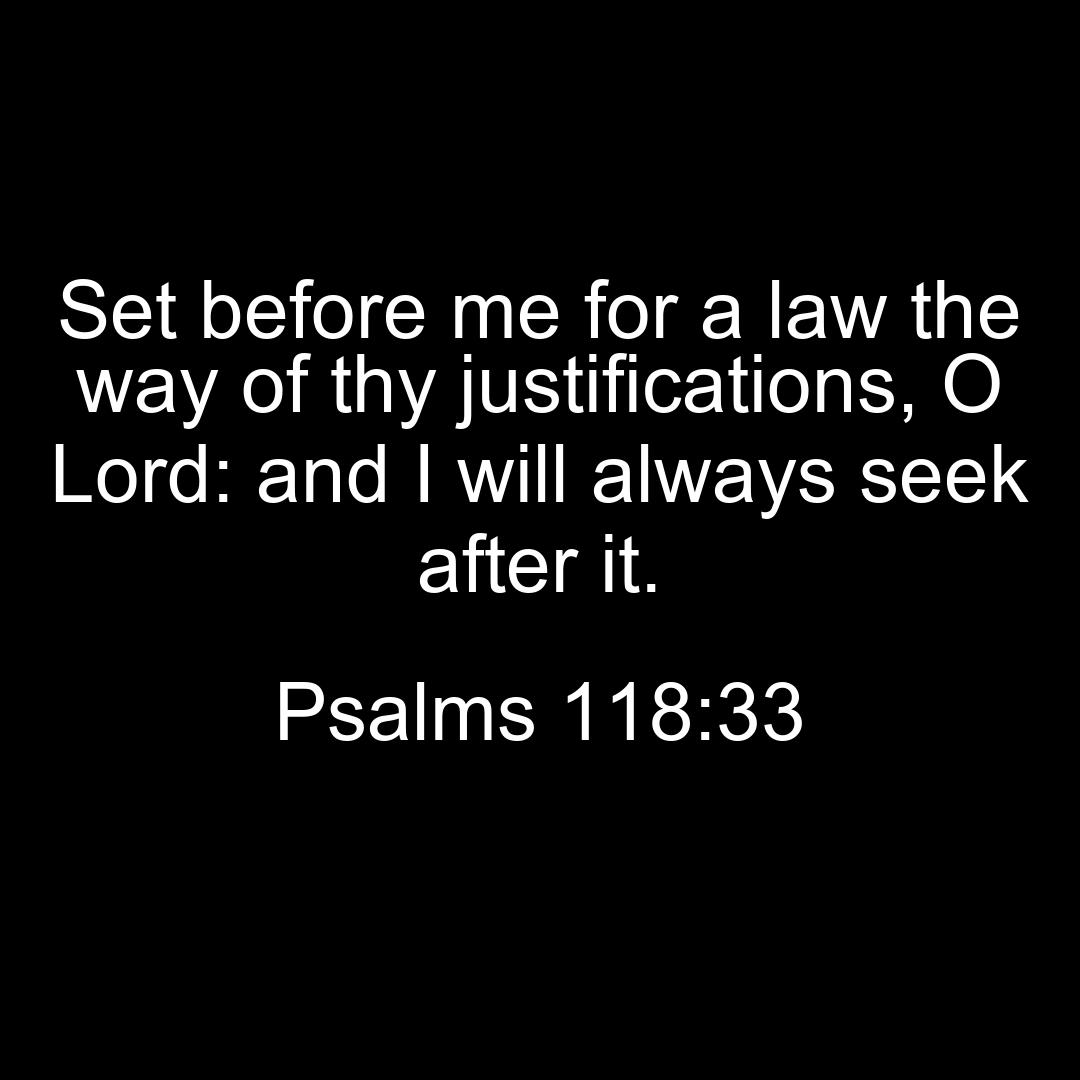 Set before me for a law the
way of thy justifications, O
Lord: and I will always seek
after it.
Psalms 118:33